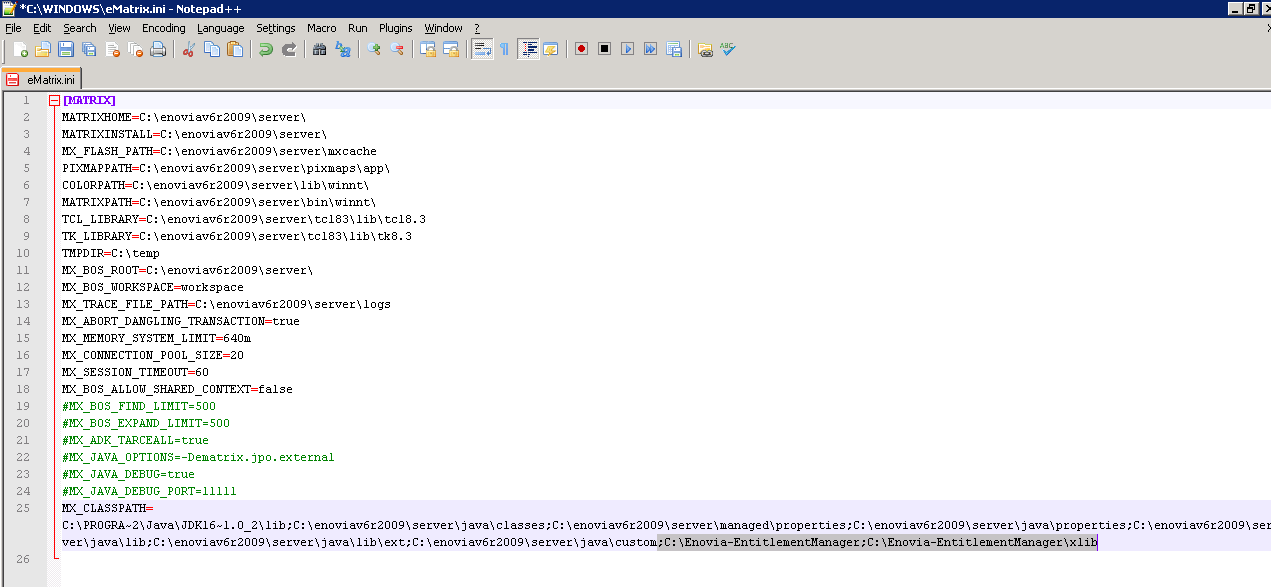 *C:\WINDOWS\eMatrix.ini - Notepad++
File Edit Search View Encoding Language Settings Macro Run Plugins Window ?
ABC
eMatrix.ini
1 [MATRIX]
2 MATRIXHOME=C:\enoviav6r2009\server\
3 MATRIXINSTALL=C:\enoviav6r2009\server\
4 MX_FLASH_PATH=C:\enoviav6r2009\server\mxcache
5 PIXMAPPATH=C:\enoviav6r2009\server\pixmaps\app\
6 COLORPATH=C:\enoviav6r2009\server\lib\winnt\
7 MATRIXPATH=C:\enoviav6r2009\server\bin\winnt\
8 TCL_LIBRARY=C:\enoviav6r2009\server\tcl83\lib\tcl8.3
9 TK_LIBRARY=C:\enoviav6r2009\server\tcl83\lib\tk8.3
10 TMPDIR=C:\temp
11 MX_BOS_ROOT=C:\enoviav6r2009\server\
12 MX_BOS_WORKSPACE=workspace
13 MX_TRACE_FILE_PATH=C:\enoviav6r2009\server\logs
14 MX_ABORT_DANGLING_TRANSACTION=true
15 MX_MEMORY_SYSTEM_LIMIT=640m
16 MX_CONNECTION_POOL_SIZE=20
17 MX_SESSION_TIMEOUT=60
18 MX_BOS_ALLOW_SHARED_CONTEXT=false
19 #MX_BOS_FIND_LIMIT=500
20 #MX_BOS_EXPAND_LIMIT=500
21 #MX_ADK_TARCEALL=true
22 #MX_JAVA_OPTIONS=-Dematrix.jpo.external
23 #MX_JAVA_DEBUG=true
24 #MX_JAVA_DEBUG_PORT=11111
25 MX_CLASSPATH=
C:\PROGRA~2\Java\JDK16~1.0_2\lib;C:\enoviav6r2009\server\java\classes;C:\enoviav6r2009\server\managed\properties;C:\enoviav6r2009\server\java\properties;C:\enoviav6r2009\ser
ver\java\lib;C:\enoviav6r2009\server\java\lib\ext;C:\enoviav6r2009\server\java\custom;C:\Enovia-EntitlementManager;C:\Enovia-EntitlementManager\xlib
26